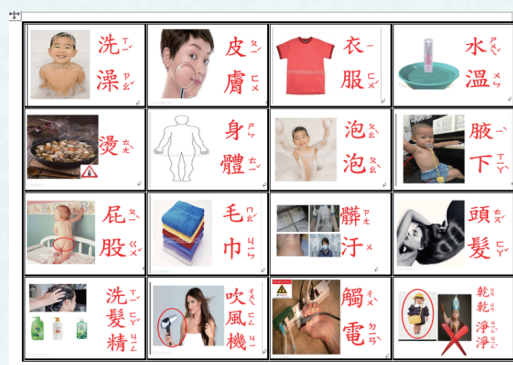 洗澡
皮膚
衣服
水溫
燙
身體
泡泡
腋下
屁股
毛巾
髒汙
頭髮
洗髮精
吹風機
觸電
乾乾淨淨